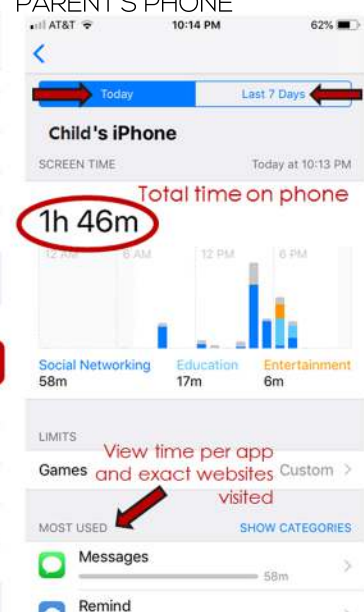 PARENT'S PHONE
AT&T 10:14 PM 62%
Today Last 7 Days
Child's iPhone
SCREEN TIME Today at 10:13 PM
Total time on phone
1h 46m
12 AM 6 AM 12 PM 6 PM
Social Networking Education Entertainment
58m 17m 6m
LIMITS
View time per app
Games and exact websites Custom >
visited
MOST USED SHOW CATEGORIES
Messages
58m
Remind